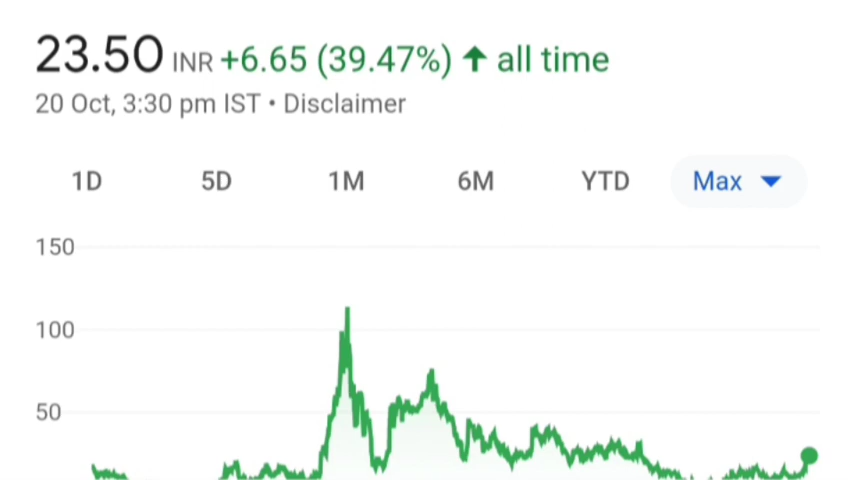 23.50 INR +6.65 (39.47%) ↑ all time
20 Oct, 3:30 pm IST • Disclaimer
1D 5D 1M 6M YTD Max
150
100
50